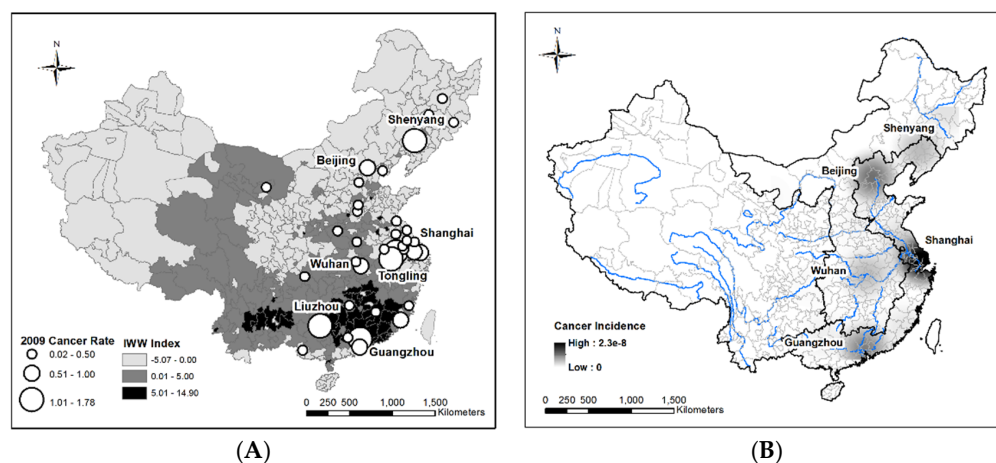 N
Shenyang
Beijing
Shanghai
Wuhan
Tongling
Liuzhou
Guangzhou
2009 Cancer Rate
0.02 - 0.50
0.51 - 1.00
1.01 - 1.78
IWW Index
-5.07 - 0.00
0.01 - 5.00
5.01 - 14.90
0 250 500 1,000 1,500
Kilometers
(A)
N
Shenyang
Beijing
Shanghai
Wuhan
Guangzhou
Cancer Incidence
High : 2.3e-8
Low : 0
0 250 500 1,000 1,500
Kilometers
(B)